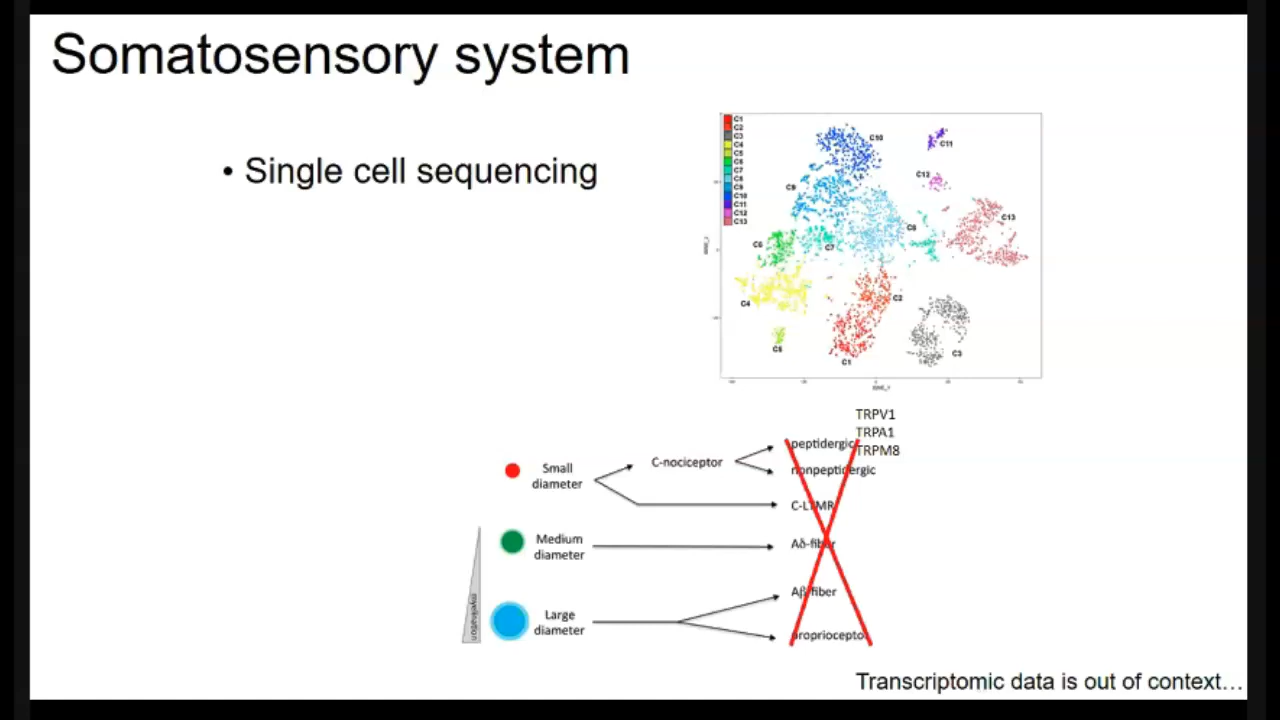 Somatosensory system
• Single cell sequencing
C1
C2
C3
C4
C5
C6
C7
C8
C9
C10
C11
C12
C13
C10
C11
C12
C9
C13
C8
C6
C7
C2
C4
C5
C1
C3
TRPV1
TRPA1
TRPM8
peptidergic
nonpeptidergic
C-nociceptor
Small
diameter
C-LTMR
Medium
diameter
Aδ-fiber
Aβ-fiber
Large
diameter
proprioceptor
myelination
Transcriptomic data is out of context…